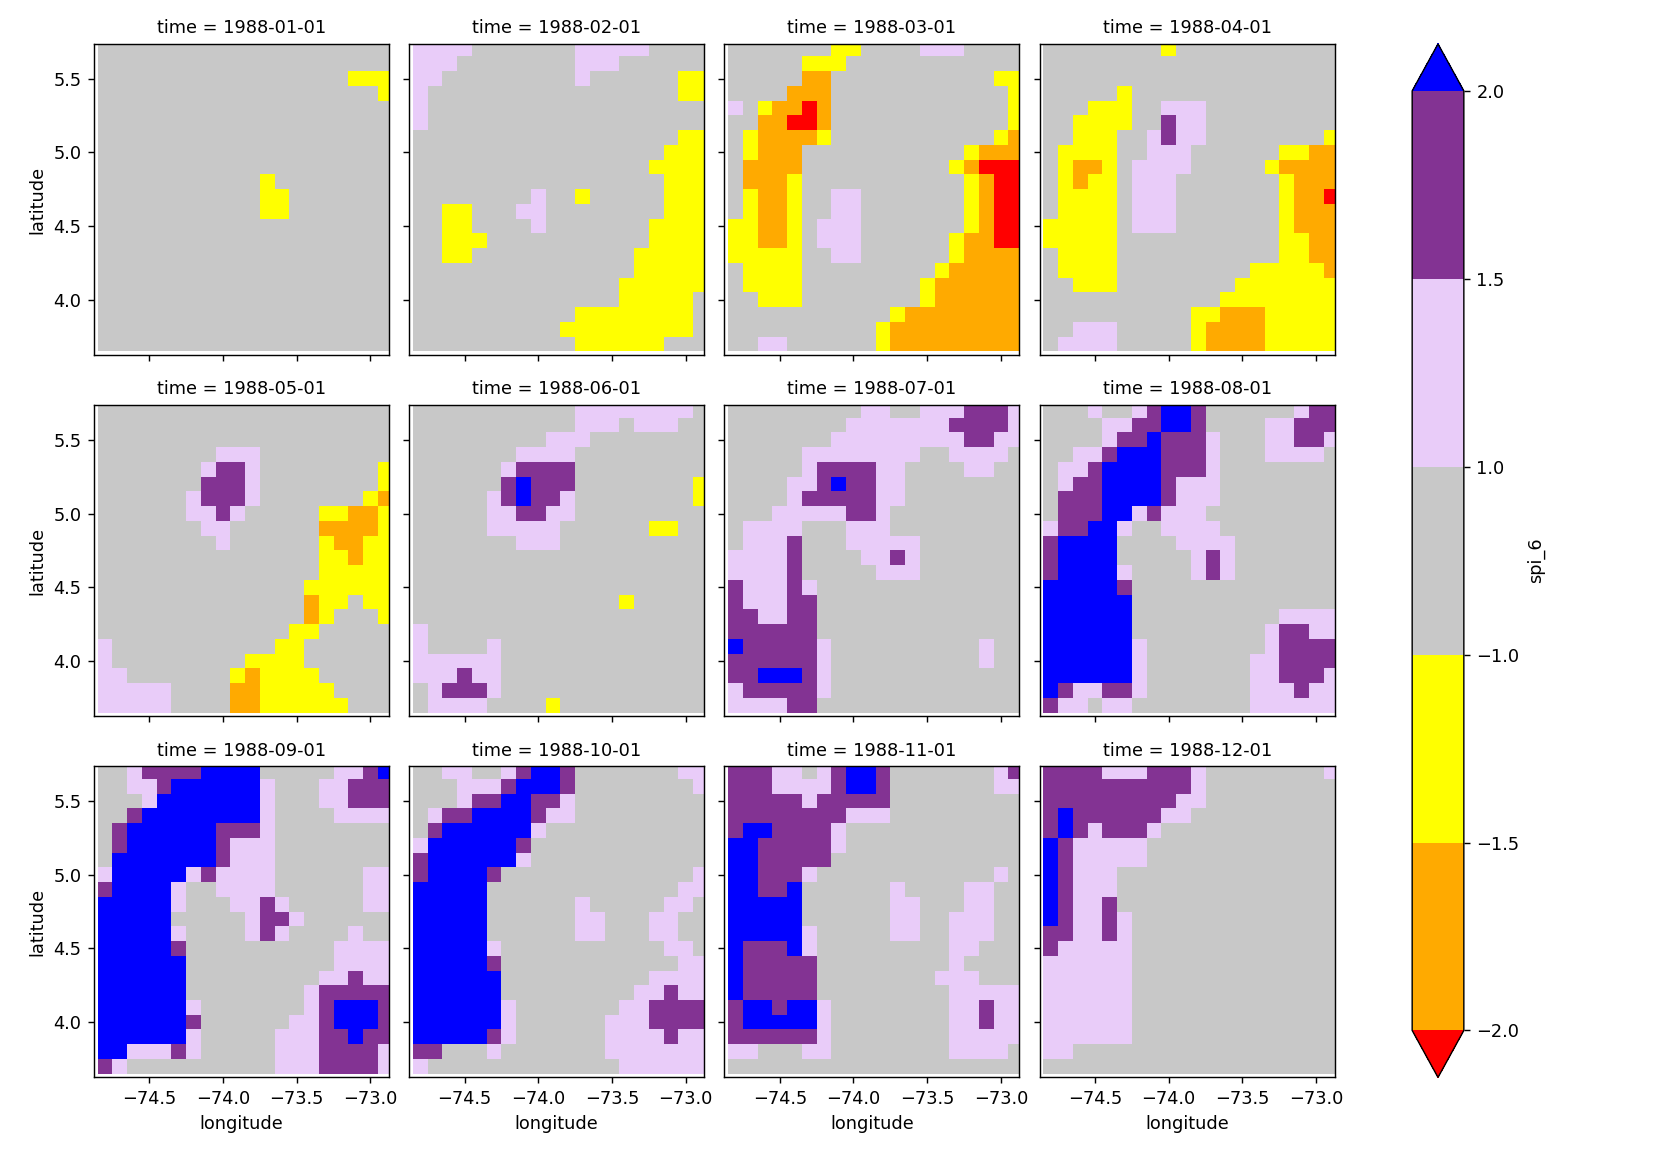 time = 1988-01-01
time = 1988-02-01
time = 1988-03-01
time = 1988-04-01
5.5
5.0
4.5
4.0
latitude
time = 1988-05-01
time = 1988-06-01
time = 1988-07-01
time = 1988-08-01
5.5
5.0
4.5
4.0
latitude
time = 1988-09-01
time = 1988-10-01
time = 1988-11-01
time = 1988-12-01
5.5
5.0
4.5
4.0
latitude
−74.5 −74.0 −73.5 −73.0
longitude
−74.5 −74.0 −73.5 −73.0
longitude
−74.5 −74.0 −73.5 −73.0
longitude
−74.5 −74.0 −73.5 −73.0
longitude
2.0
1.5
1.0
−1.0
−1.5
−2.0
spi_6